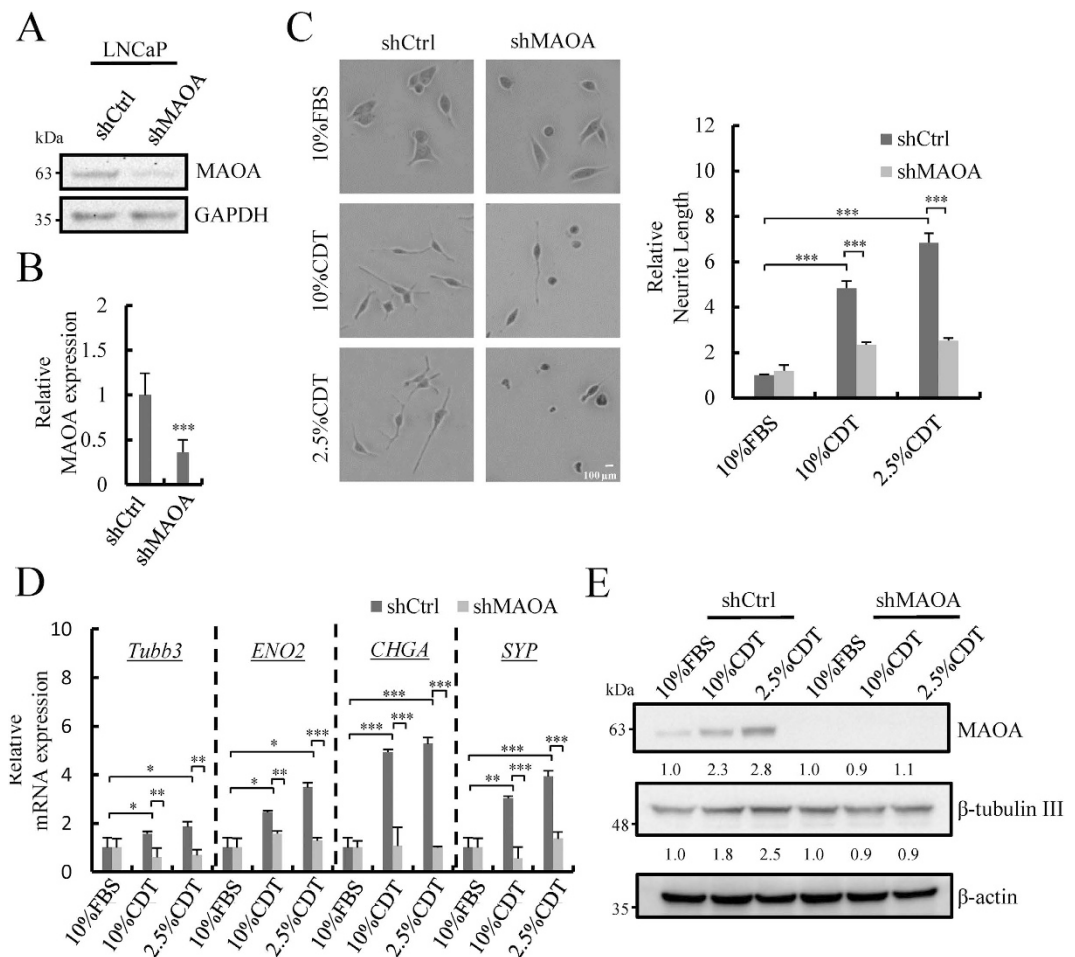 A
LNCaP
shCtrl
shMAOA
kDa
63
MAOA
35
GAPDH
B
Relative
MAOA expression
2
1.5
1
0.5
0
***
shCtrl
shMAOA
C
shCtrl
shMAOA
10%FBS
10%CDT
2.5%CDT
100 μm
Relative
Neurite Length
12
10
8
6
4
2
0
shCtrl
shMAOA
***
***
***
***
10%FBS
10%CDT
2.5%CDT
D
shCtrl
shMAOA
Relative
mRNA expression
10
8
6
4
2
0
Tubb3
ENO2
CHGA
SYP
*
**
*
**
*
***
*
**
***
***
***
***
***
***
**
***
10%FBS
10%CDT
2.5%CDT
10%FBS
10%CDT
2.5%CDT
10%FBS
10%CDT
2.5%CDT
10%FBS
10%CDT
2.5%CDT
E
shCtrl
shMAOA
10%FBS
10%CDT
2.5%CDT
10%FBS
10%CDT
2.5%CDT
kDa
63
MAOA
1.0 2.3 2.8 1.0 0.9 1.1
β-tubulin III
48
1.0 1.8 2.5 1.0 0.9 0.9
β-actin
35